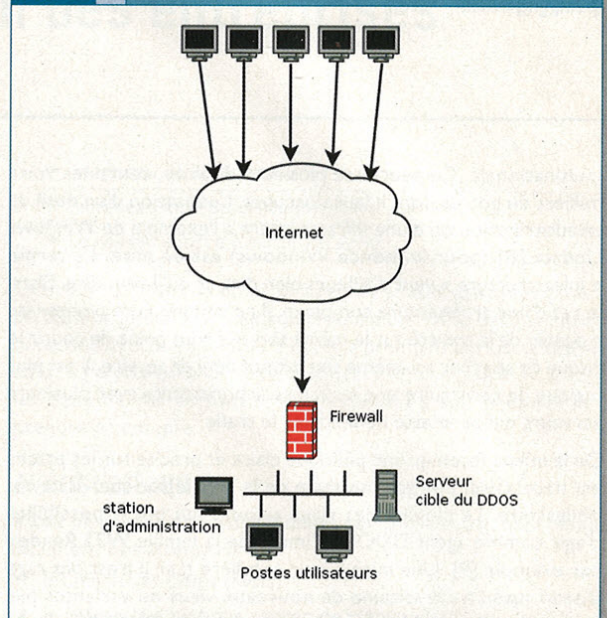 Internet
Firewall
Serveur
cible du DDOS
station
d'administration
Postes utilisateurs